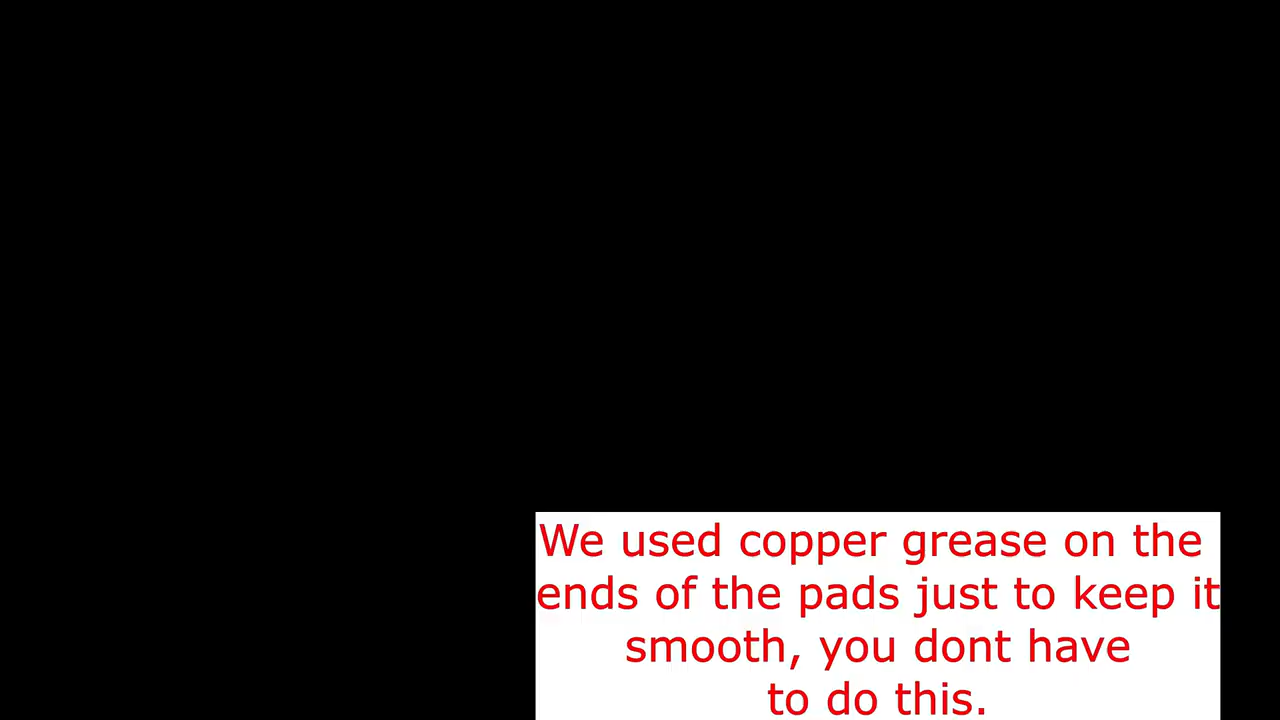 We used copper grease on the
ends of the pads just to keep it
smooth, you dont have
to do this.